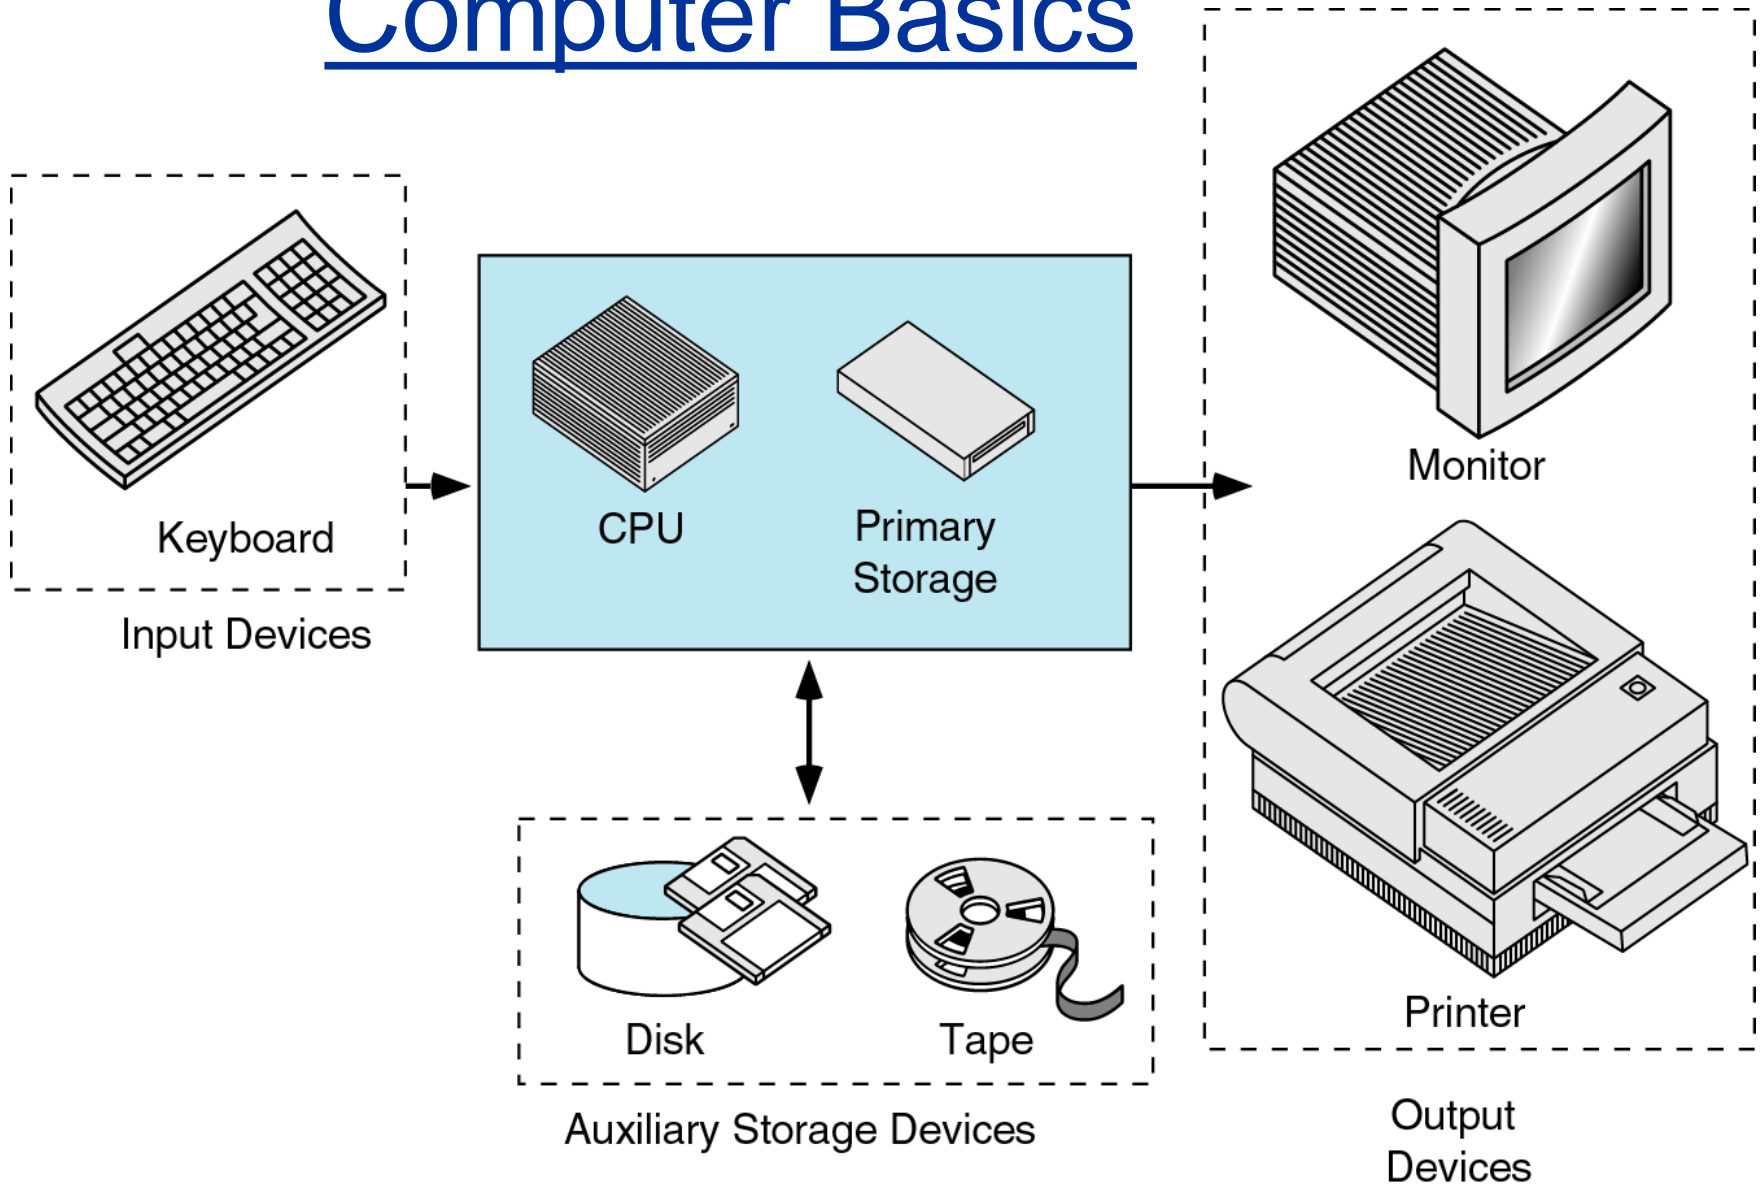 Computer Basics
Keyboard
Input Devices
CPU
Primary
Storage
Monitor
Printer
Output
Devices
Disk
Tape
Auxiliary Storage Devices